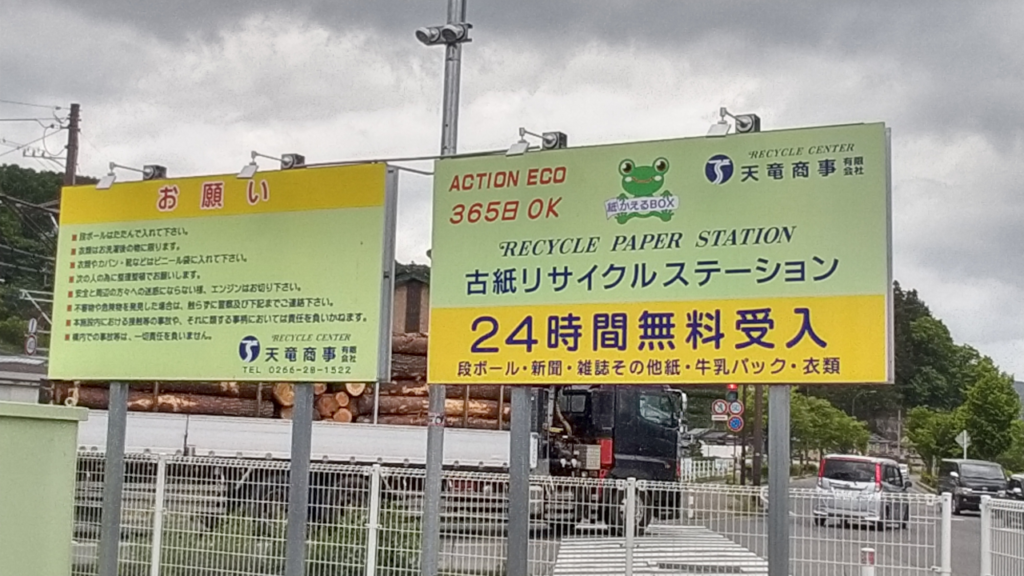 お願い
■段ボールはたたんで入れて下さい。
■衣類はお洗濯後の物に限ります。
■衣類やカバン・靴などはビニール袋に入れて下さい。
■次の人の為に整理整頓でお願いします。
■安全と周辺の方々への迷惑にならない様、エンジンはお切り下さい。
■不審物や危険物を発見した場合は、触らずに警察及び下記までご連絡下さい。
■本施設内における接触等の事故や、それに類する事柄においては責任を負いかねます。
■構内での事故等は、一切責任を負いません。
RECYCLE CENTER
天竜商事 有限会社
TEL 0266-28-1522
ACTION ECO
365日 OK
紙かえるBOX
RECYCLE CENTER
天竜商事 有限会社
RECYCLE PAPER STATION
古紙リサイクルステーション
24時間無料受入
段ボール・新聞・雑誌その他紙・牛乳パック・衣類